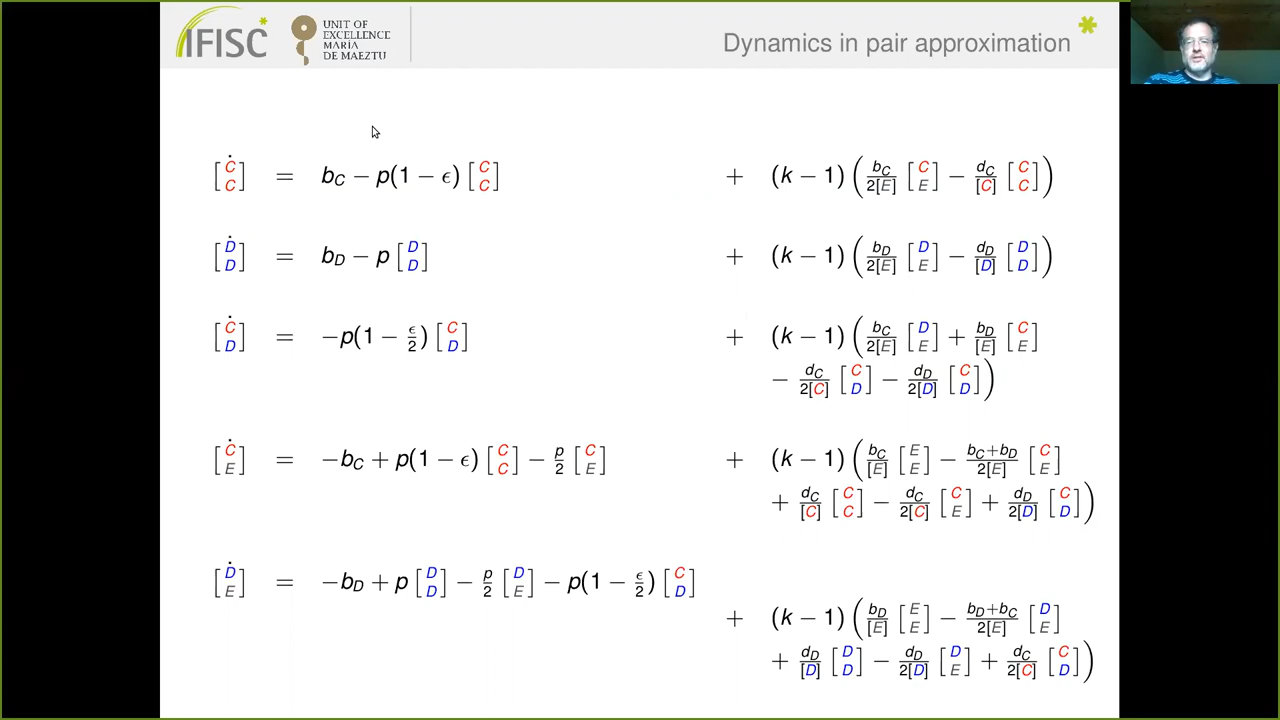 IFISC
UNIT OF
EXCELLENCE
MARÍA
DE MAEZTU
Dynamics in pair approximation
[Ċ C] = b_C − p(1 − ϵ) [C C] + (k − 1) ( b_C/2[E] [C E] − d_C/[C] [C C] )
[Ḋ D] = b_D − p [D D] + (k − 1) ( b_D/2[E] [D E] − d_D/[D] [D D] )
[Ċ D] = −p(1 − ϵ/2) [C D] + (k − 1) ( b_C/2[E] [D E] + b_D/[E] [C E]
− d_C/2[C] [C D] − d_D/2[D] [C D] )
[Ċ E] = −b_C + p(1 − ϵ) [C C] − p/2 [C E] + (k − 1) ( b_C/[E] [E E] − b_C+b_D/2[E] [C E]
+ d_C/[C] [C C] − d_C/2[C] [C E] + d_D/2[D] [C D] )
[Ḋ E] = −b_D + p [D D] − p/2 [D E] − p(1 − ϵ/2) [C D]
+ (k − 1) ( b_D/[E] [E E] − b_D+b_C/2[E] [D E]
+ d_D/[D] [D D] − d_D/2[D] [D E] + d_C/2[C] [C D] )